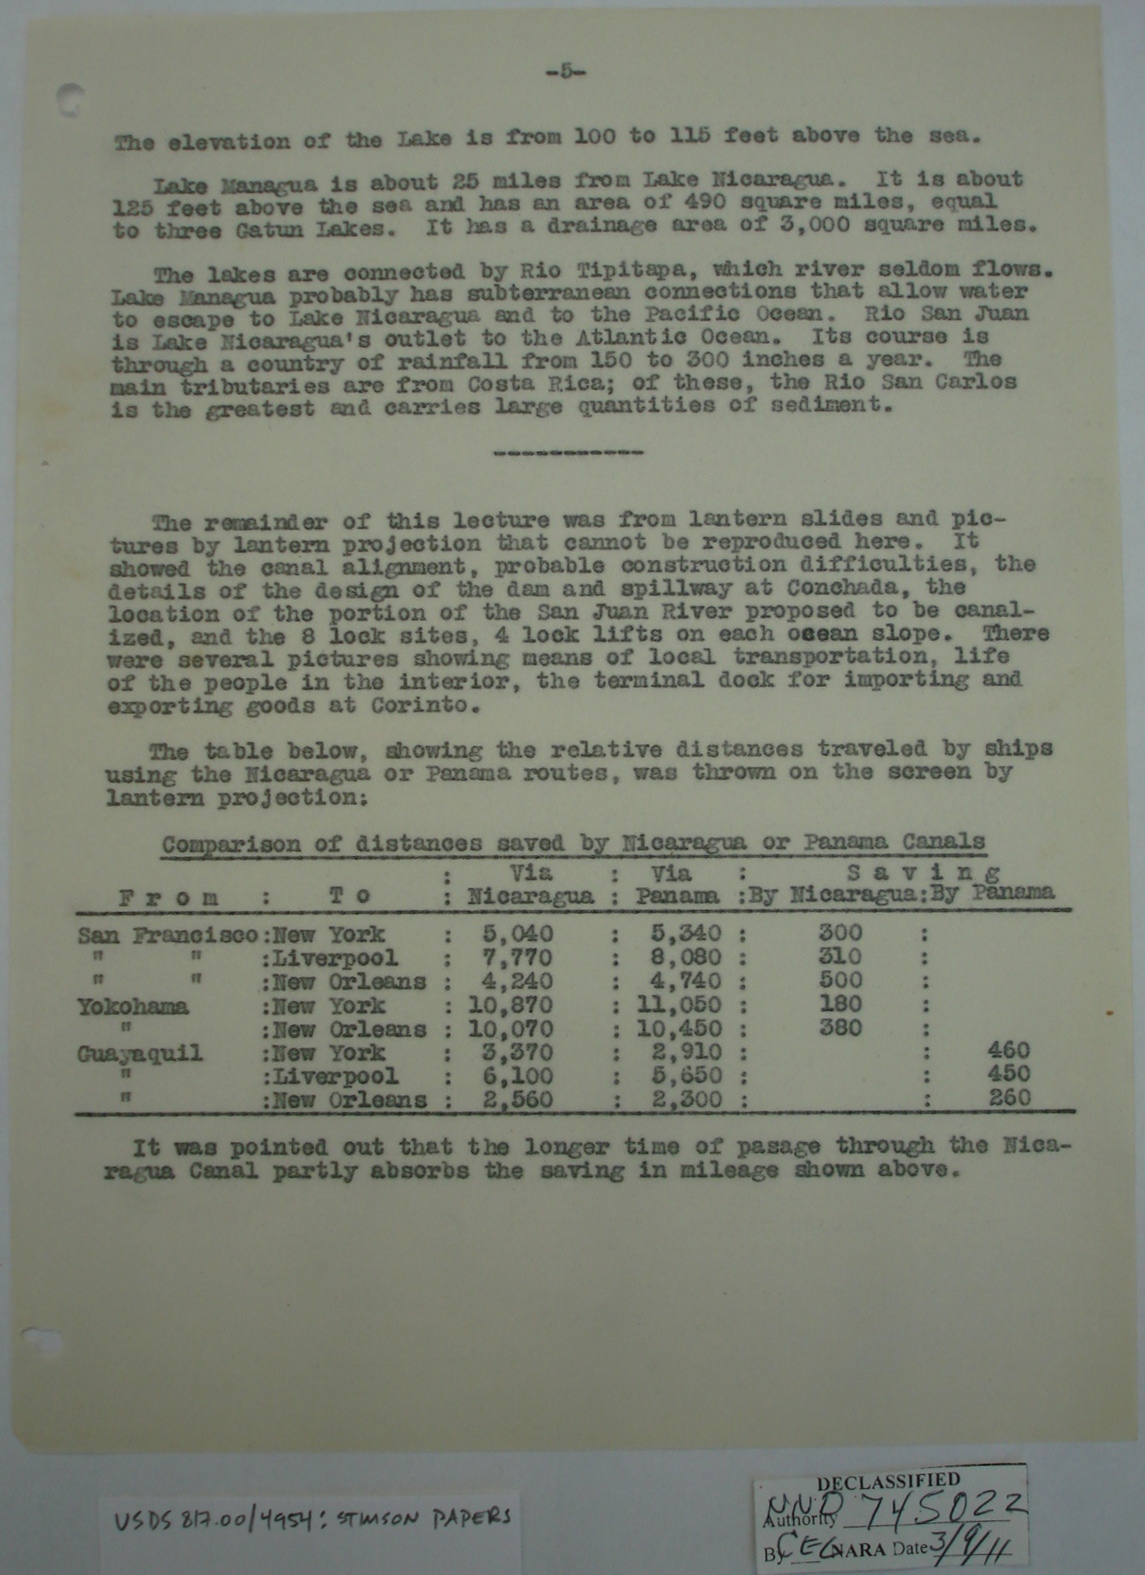 -5-
The elevation of the Lake is from 100 to 115 feet above the sea.
Lake Managua is about 25 miles from Lake Nicaragua. It is about
125 feet above the sea and has an area of 490 square miles, equal
to three Gatun Lakes. It has a drainage area of 3,000 square miles.
The lakes are connected by Rio Tipitapa, which river seldom flows.
Lake Managua probably has subterranean connections that allow water
to escape to Lake Nicaragua and to the Pacific Ocean. Rio San Juan
is Lake Nicaragua's outlet to the Atlantic Ocean. Its course is
through a country of rainfall from 150 to 300 inches a year. The
main tributaries are from Costa Rica; of these, the Rio San Carlos
is the greatest and carries large quantities of sediment.
------------
The remainder of this lecture was from lantern slides and pic-
tures by lantern projection that cannot be reproduced here. It
showed the canal alignment, probable construction difficulties, the
details of the design of the dam and spillway at Conchada, the
location of the portion of the San Juan River proposed to be canal-
ized, and the 8 lock sites, 4 lock lifts on each ocean slope. There
were several pictures showing means of local transportation, life
of the people in the interior, the terminal dock for importing and
exporting goods at Corinto.
The table below, showing the relative distances traveled by ships
using the Nicaragua or Panama routes, was thrown on the screen by
lantern projection:
Comparison of distances saved by Nicaragua or Panama Canals
: Via : Via : S a v i n g
F r o m : T o : Nicaragua : Panama :By Nicaragua:By Panama
San Francisco:New York : 5,040 : 5,340 : 300 :
" " :Liverpool : 7,770 : 8,080 : 310 :
" " :New Orleans : 4,240 : 4,740 : 500 :
Yokohama :New York : 10,870 : 11,050 : 180 :
" :New Orleans : 10,070 : 10,450 : 380 :
Guayaquil :New York : 3,370 : 2,910 : : 460
" :Liverpool : 6,100 : 5,650 : : 450
" :New Orleans : 2,560 : 2,300 : : 260
It was pointed out that the longer time of pasage through the Nica-
ragua Canal partly absorbs the saving in mileage shown above.
USDS 817.00/4954: STIMSON PAPERS
DECLASSIFIED
Authority NND 745022
By CEC NARA Date 3/9/11